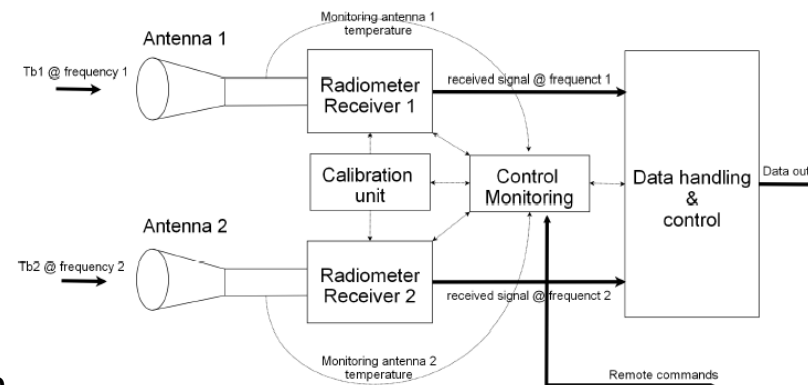 Monitoring antenna 1
temperature
Antenna 1
Tb1 @ frequency 1
Radiometer
Receiver 1
received signal @ frequenct 1
Calibration
unit
Control
Monitoring
Data handling
&
control
Data out
Antenna 2
Tb2 @ frequency 2
Radiometer
Receiver 2
received signal @ frequenct 2
Monitoring antenna 2
temperature
Remote commands